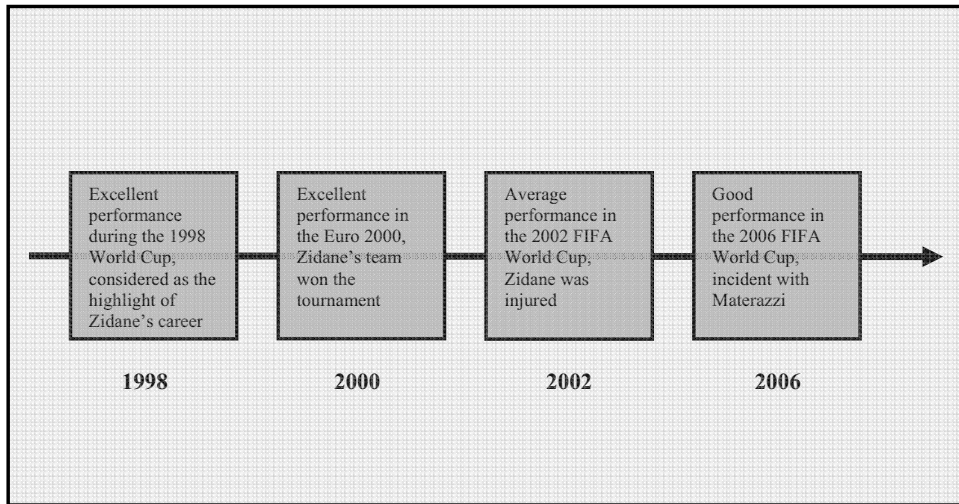 Excellent
performance
during the 1998
World Cup,
considered as the
highlight of
Zidane's career
Excellent
performance in
the Euro 2000,
Zidane's team
won the
tournament
Average
performance in
the 2002 FIFA
World Cup,
Zidane was
injured
Good
performance in
the 2006 FIFA
World Cup,
incident with
Materazzi
1998
2000
2002
2006